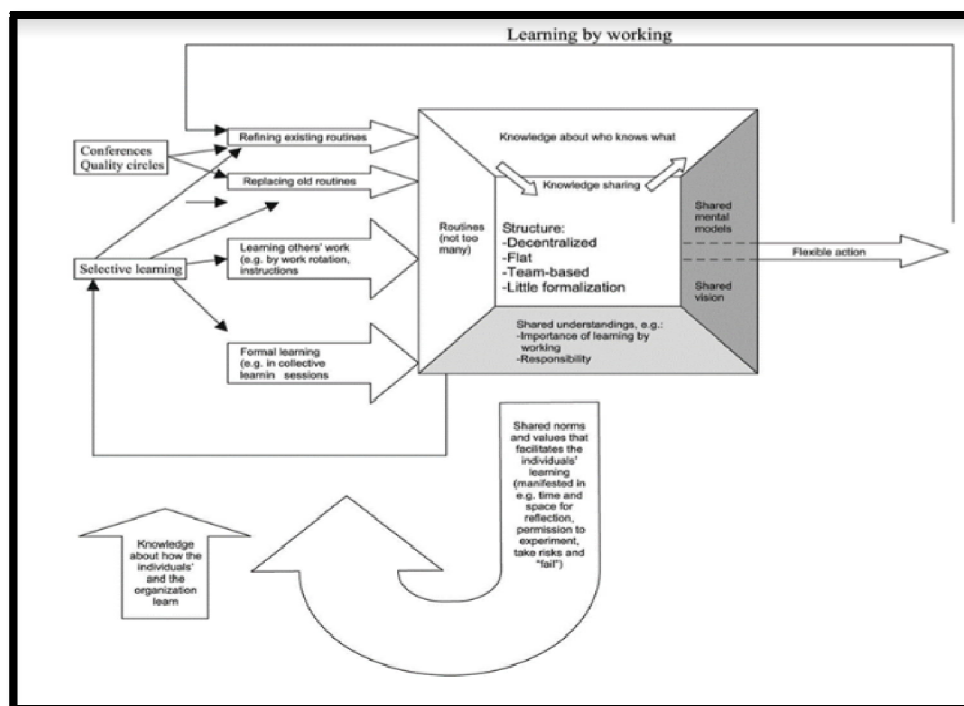 Learning by working
Refining existing routines
Conferences
Quality circles
Replacing old routines
Selective learning
Learning others' work
(e.g. by work rotation,
instructions
Formal learning
(e.g. in collective
learnin sessions
Knowledge about who knows what
Knowledge sharing
Routines
(not too
many)
Structure:
-Decentralized
-Flat
-Team-based
-Little formalization
Shared
mental
models
Shared
vision
Flexible action
Shared understandings, e.g.:
-Importance of learning by
working
-Responsibility
Shared norms
and values that
facilitates the
individuals'
learning
(manifested in
e.g. time and
space for
reflection,
permission to
experiment,
take risks and
"fail")
Knowledge
about how the
individuals'
and the
organization
learn